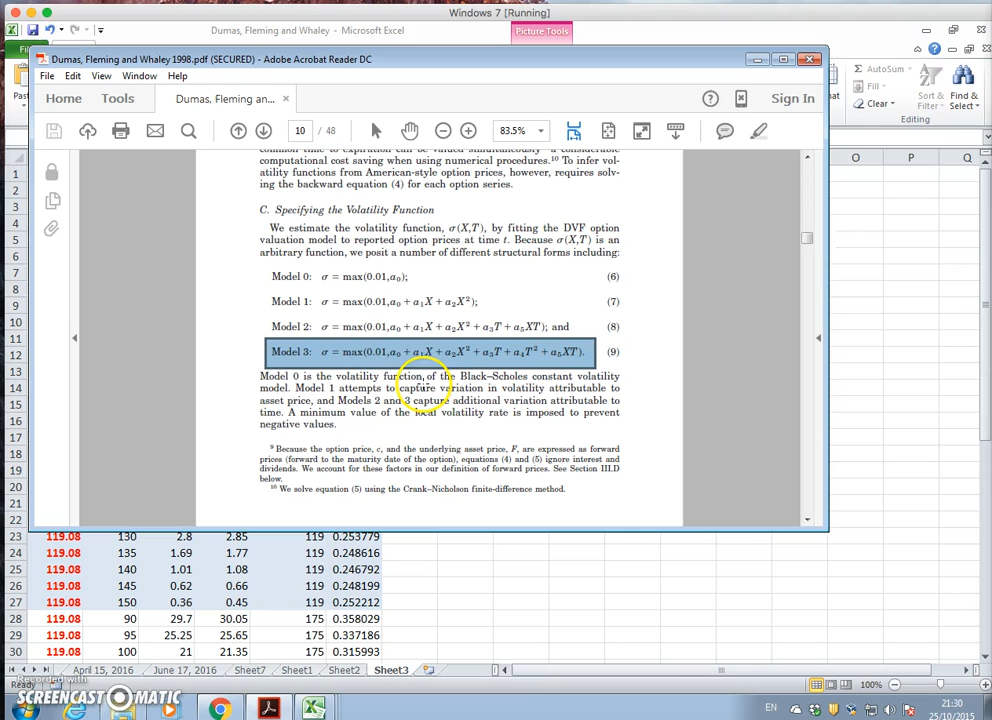 Windows 7 [Running]
Dumas, Fleming and Whaley - Microsoft Excel
Picture Tools
Dumas, Fleming and Whaley 1998.pdf (SECURED) - Adobe Acrobat Reader DC
File Edit View Window Help
Home Tools Dumas, Fleming an... × Sign In
10 / 48 83.5%
AutoSum
Fill
Clear
Sort & Filter
Find & Select
Editing
Past
common time to expiration can be valued simultaneously—a considerable
computational cost saving when using numerical procedures.10 To infer vol-
atility functions from American-style option prices, however, requires solv-
ing the backward equation (4) for each option series.
C. Specifying the Volatility Function
We estimate the volatility function, σ(X,T), by fitting the DVF option
valuation model to reported option prices at time t. Because σ(X,T) is an
arbitrary function, we posit a number of different structural forms including:
Model 0: σ = max(0.01,a0); (6)
Model 1: σ = max(0.01,a0 + a1X + a2X²); (7)
Model 2: σ = max(0.01,a0 + a1X + a2X² + a3T + a5XT); and (8)
Model 3: σ = max(0.01,a0 + a1X + a2X² + a3T + a4T² + a5XT). (9)
Model 0 is the volatility function of the Black–Scholes constant volatility
model. Model 1 attempts to capture variation in volatility attributable to
asset price, and Models 2 and 3 capture additional variation attributable to
time. A minimum value of the local volatility rate is imposed to prevent
negative values.
9 Because the option price, c, and the underlying asset price, F, are expressed as forward
prices (forward to the maturity date of the option), equations (4) and (5) ignore interest and
dividends. We account for these factors in our definition of forward prices. See Section III.D
below.
10 We solve equation (5) using the Crank–Nicholson finite-difference method.
O P Q
1
2
3
4
5
6
7
8
9
10
11
12
13
14
15
16
17
18
19
20
21
22
23 119.08 130 2.8 2.85 119 0.253779
24 119.08 135 1.69 1.77 119 0.248616
25 119.08 140 1.01 1.08 119 0.246792
26 119.08 145 0.62 0.66 119 0.248199
27 119.08 150 0.36 0.45 119 0.252212
28 119.08 90 29.7 30.05 175 0.358029
29 119.08 95 25.25 25.65 175 0.337186
30 119.08 100 21 21.35 175 0.315993
April 15, 2016 June 17, 2016 Sheet7 Sheet1 Sheet2 Sheet3
Ready 100%
Recorded with
SCREENCAST-O-MATIC
EN 21:30
25/10/2015